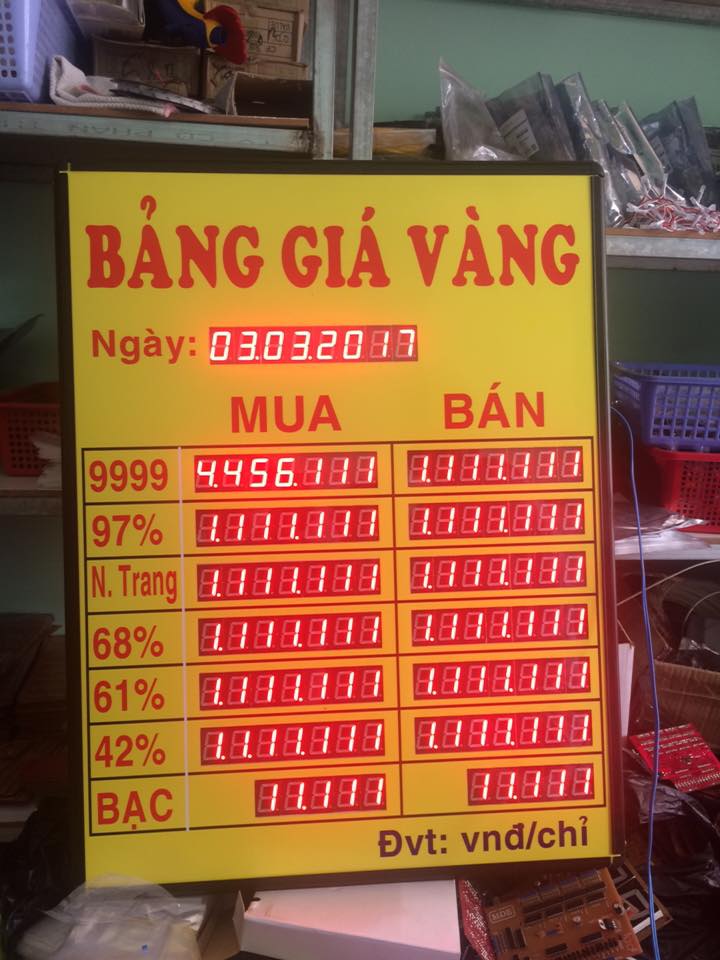 BẢNG GIÁ VÀNG
Ngày: 03.03.2017
MUA BÁN
9999 4.456.111 1.111.111
97% 1.111.111 1.111.111
N. Trang 1.111.111 1.111.111
68% 1.111.111 1.111.111
61% 1.111.111 1.111.111
42% 1.111.111 1.111.111
BẠC 11.111 11.111
Đvt: vnđ/chỉ